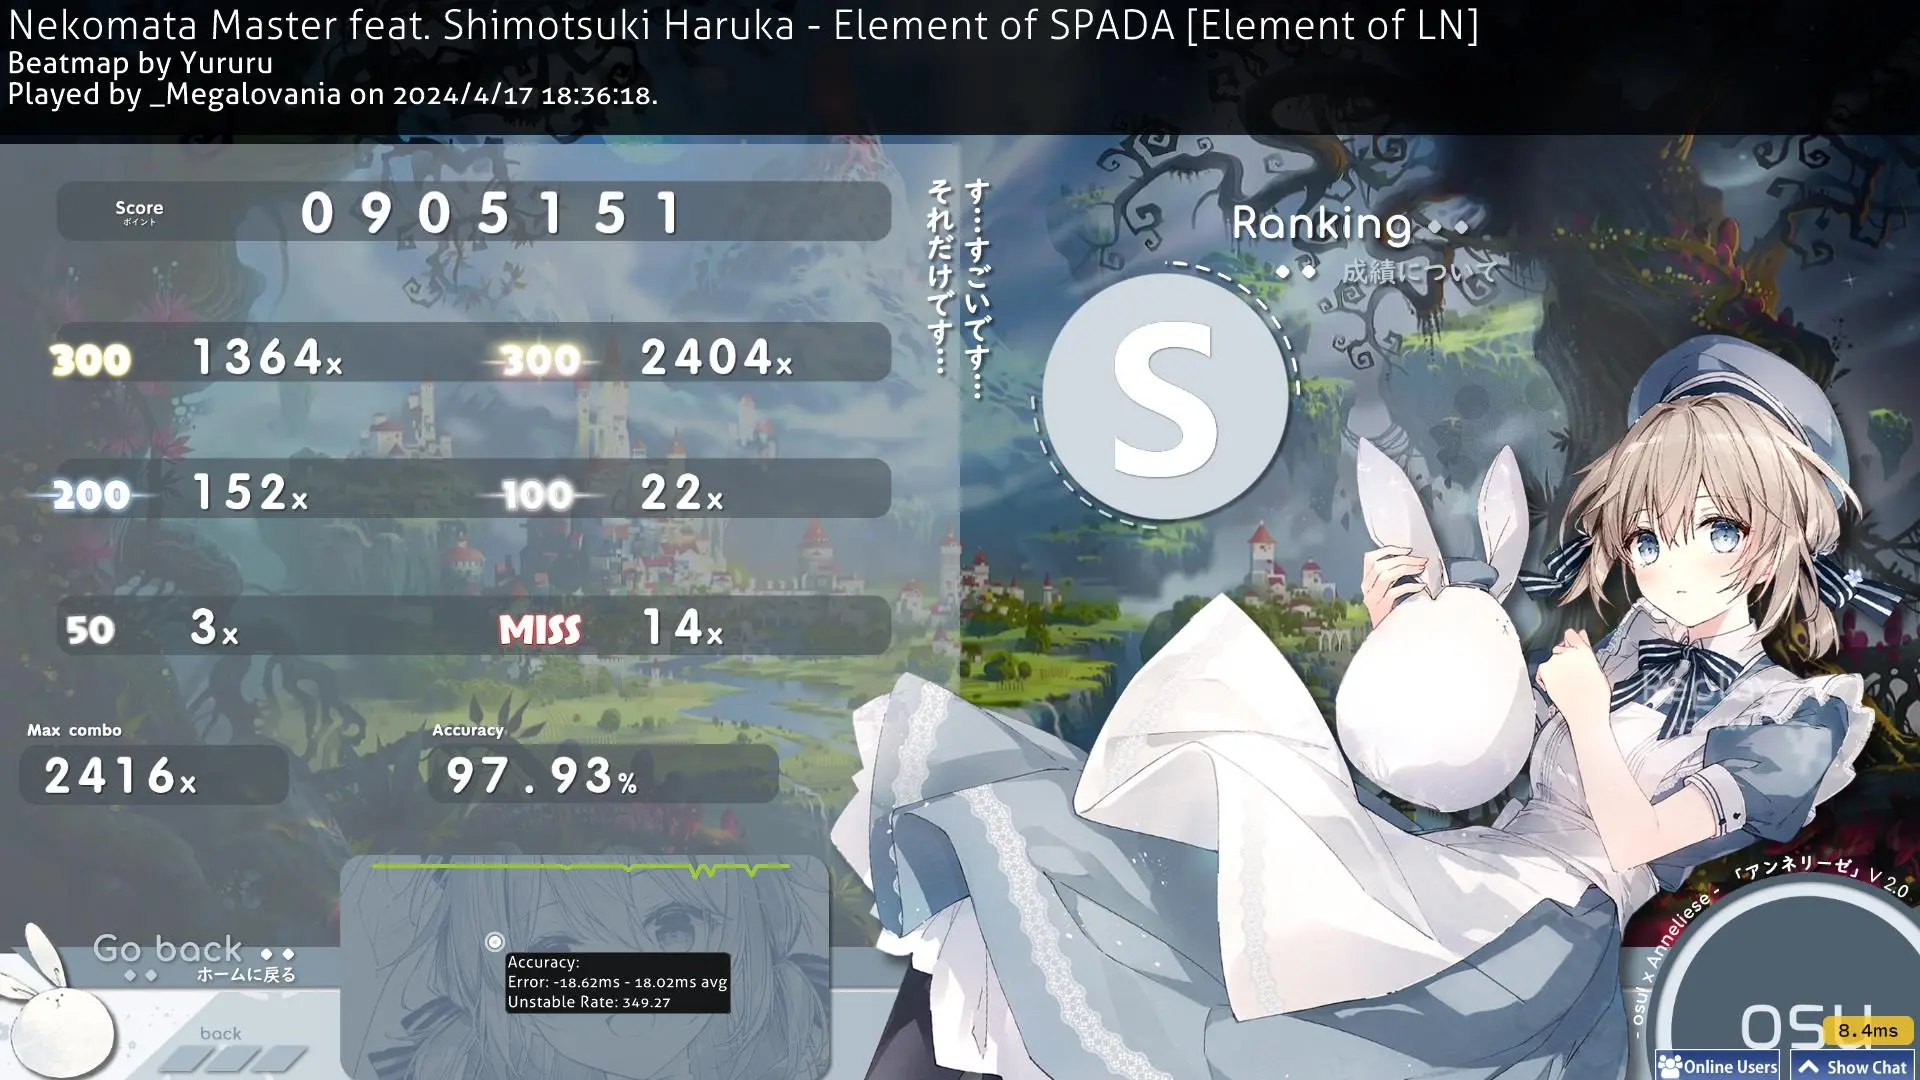 Nekomata Master feat. Shimotsuki Haruka - Element of SPADA [Element of LN]
Beatmap by Yururu
Played by _Megalovania on 2024/4/17 18:36:18.
Score
ポイント
0905151
300 1364x 300 2404x
200 152x 100 22x
50 3x MISS 14x
Max combo
2416x
Accuracy
97.93%
す…すごいです…
それだけです…
Ranking
成績について
S
Go back
ホームに戻る
back
Accuracy:
Error: -18.62ms - 18.02ms avg
Unstable Rate: 349.27
- osu! x Anneliese - 「アンネリーゼ」 V 2.0
osu
8.4ms
Online Users
Show Chat